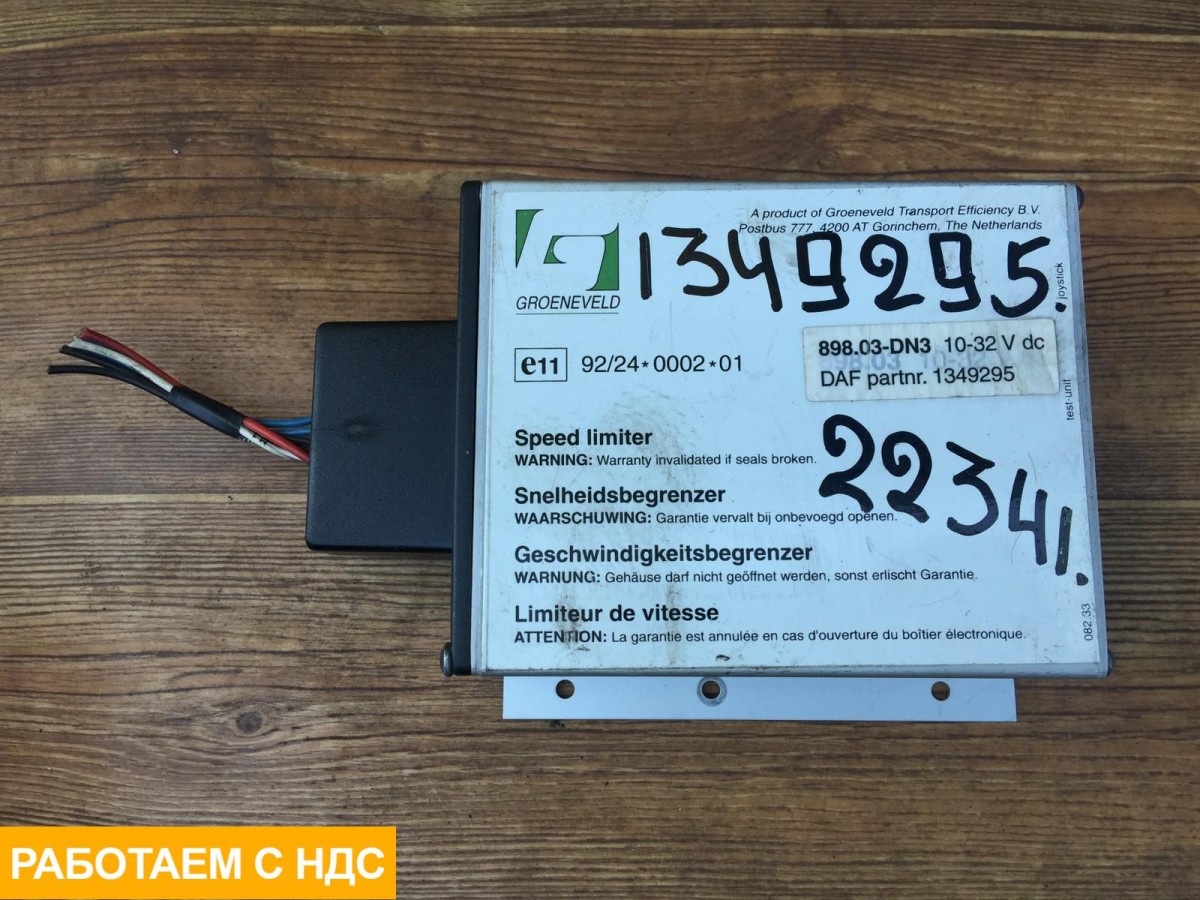 A product of Groeneveld Transport Efficiency B.V.
Postbus 777, 4200 AT Gorinchem, The Netherlands
GROENEVELD
1349295.
joystick
e11 92/24*0002*01
898.03-DN3 10-32 V dc
DAF partnr. 1349295
test-unit
Speed limiter
WARNING: Warranty invalidated if seals broken.
22341.
Snelheidsbegrenzer
WAARSCHUWING: Garantie vervalt bij onbevoegd openen.
Geschwindigkeitsbegrenzer
WARNUNG: Gehäuse darf nicht geöffnet werden, sonst erlischt Garantie.
Limiteur de vitesse
ATTENTION: La garantie est annulée en cas d'ouverture du boîtier électronique.
082.33
РАБОТАЕМ С НДС